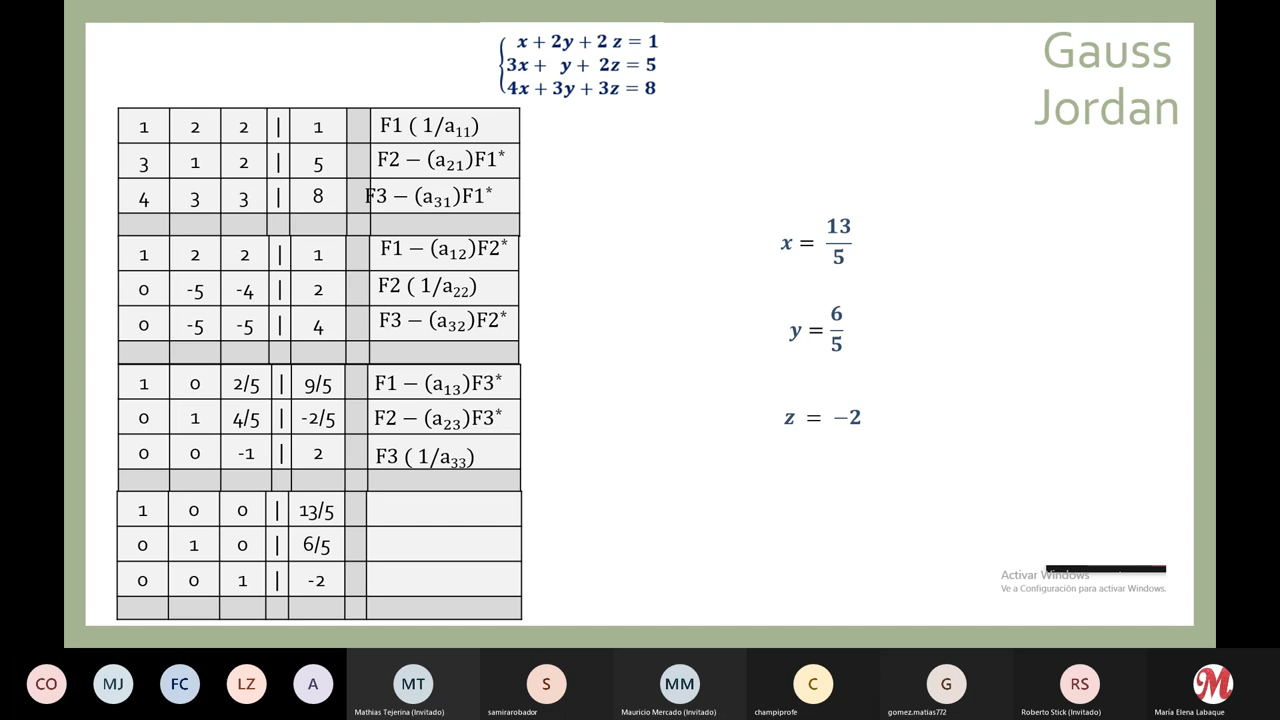 Gauss
Jordan
x + 2y + 2 z = 1
3x + y + 2z = 5
4x + 3y + 3z = 8
1 2 2 | 1 F1 ( 1/a₁₁)
3 1 2 | 5 F2 − (a₂₁)F1*
4 3 3 | 8 F3 − (a₃₁)F1*
1 2 2 | 1 F1 − (a₁₂)F2*
0 -5 -4 | 2 F2 ( 1/a₂₂)
0 -5 -5 | 4 F3 − (a₃₂)F2*
1 0 2/5 | 9/5 F1 − (a₁₃)F3*
0 1 4/5 | -2/5 F2 − (a₂₃)F3*
0 0 -1 | 2 F3 ( 1/a₃₃)
1 0 0 | 13/5
0 1 0 | 6/5
0 0 1 | -2
x = 13/5
y = 6/5
z = −2
Activar Windows
Ve a Configuración para activar Windows.
CO MJ FC LZ A MT S MM C G RS M
Mathias Tejerina (Invitado) samirarobador Mauricio Mercado (Invitado) champiprofe gomez.matias772 Roberto Stick (Invitado) María Elena Labaque